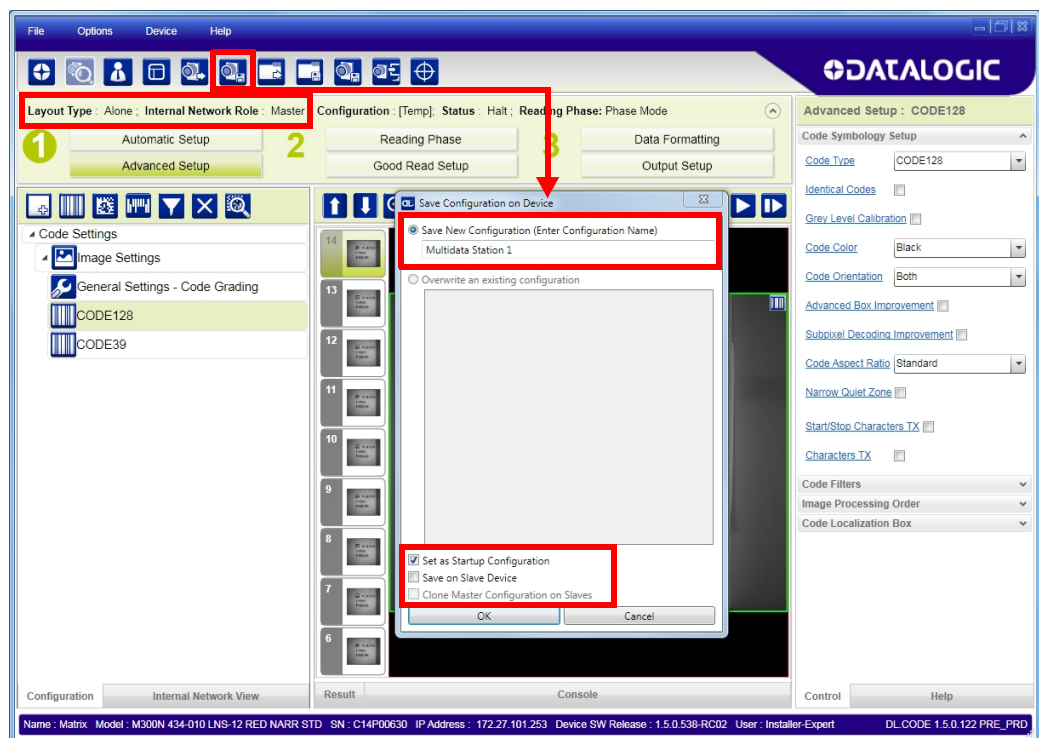 File Options Device Help
DATALOGIC
Layout Type : Alone ; Internal Network Role : Master Configuration : [Temp]; Status : Halt ; Reading Phase: Phase Mode
1 Automatic Setup 2 Reading Phase 3 Data Formatting
Advanced Setup Good Read Setup Output Setup
Code Settings
Image Settings
General Settings - Code Grading
CODE128
CODE39
14
13
12
11
10
9
8
7
6
Save Configuration on Device
Save New Configuration (Enter Configuration Name)
Multidata Station 1
Overwrite an existing configuration
Set as Startup Configuration
Save on Slave Device
Clone Master Configuration on Slaves
OK Cancel
Advanced Setup : CODE128
Code Symbology Setup
Code Type CODE128
Identical Codes
Grey Level Calibration
Code Color Black
Code Orientation Both
Advanced Box Improvement
Subpixel Decoding Improvement
Code Aspect Ratio Standard
Narrow Quiet Zone
Start/Stop Characters TX
Characters TX
Code Filters
Image Processing Order
Code Localization Box
Configuration Internal Network View Result Console Control Help
Name : Matrix Model : M300N 434-010 LNS-12 RED NARR STD SN : C14P00630 IP Address : 172.27.101.253 Device SW Release : 1.5.0.538-RC02 User : Installer-Expert DL.CODE 1.5.0.122 PRE_PRD